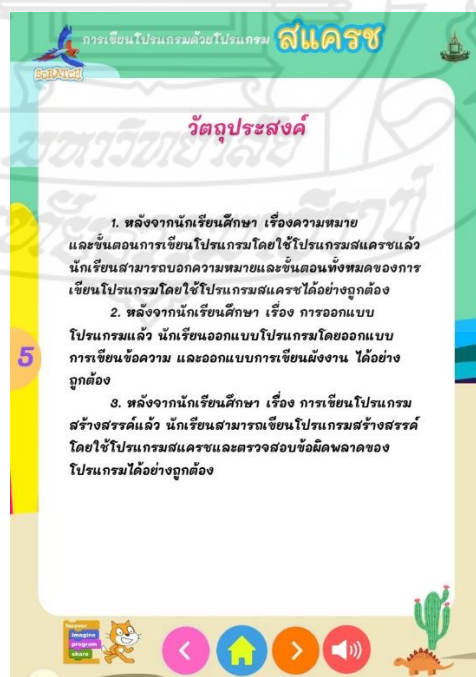 การเขียนโปรแกรมด้วยโปรแกรม สแครช
SCRATCH
วัตถุประสงค์
1. หลังจากนักเรียนศึกษา เรื่องความหมาย
และขั้นตอนการเขียนโปรแกรมโดยใช้โปรแกรมสแครชแล้ว
นักเรียนสามารถบอกความหมายและขั้นตอนทั้งหมดของการ
เขียนโปรแกรมโดยใช้โปรแกรมสแครชได้อย่างถูกต้อง
2. หลังจากนักเรียนศึกษา เรื่อง การออกแบบ
โปรแกรมแล้ว นักเรียนออกแบบโปรแกรมโดยออกแบบ
การเขียนข้อความ และออกแบบการเขียนผังงาน ได้อย่าง
ถูกต้อง
5
3. หลังจากนักเรียนศึกษา เรื่อง การเขียนโปรแกรม
สร้างสรรค์แล้ว นักเรียนสามารถเขียนโปรแกรมสร้างสรรค์
โดยใช้โปรแกรมสแครชและตรวจสอบข้อผิดพลาดของ
โปรแกรมได้อย่างถูกต้อง
forever
imagine
program
share